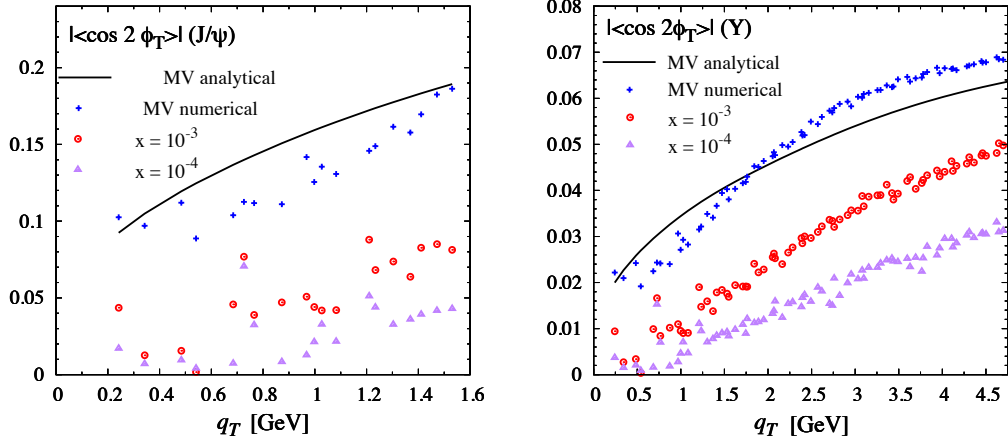 |<cos 2 ϕT>| (J/ψ)
MV analytical
MV numerical
x = 10-3
x = 10-4
0.2
0.15
0.1
0.05
0
0 0.2 0.4 0.6 0.8 1 1.2 1.4 1.6
qT [GeV]
|<cos 2ϕT>| (Y)
MV analytical
MV numerical
x = 10-3
x = 10-4
0.08
0.07
0.06
0.05
0.04
0.03
0.02
0.01
0
0 0.5 1 1.5 2 2.5 3 3.5 4 4.5
qT [GeV]